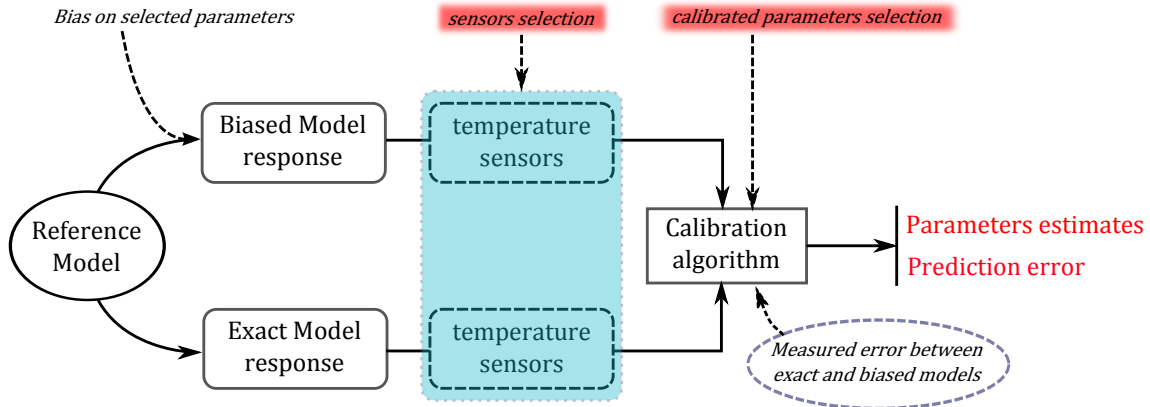 Bias on selected parameters
sensors selection
calibrated parameters selection
Biased Model
response
temperature
sensors
Reference
Model
Calibration
algorithm
Parameters estimates
Prediction error
Exact Model
response
temperature
sensors
Measured error between
exact and biased models